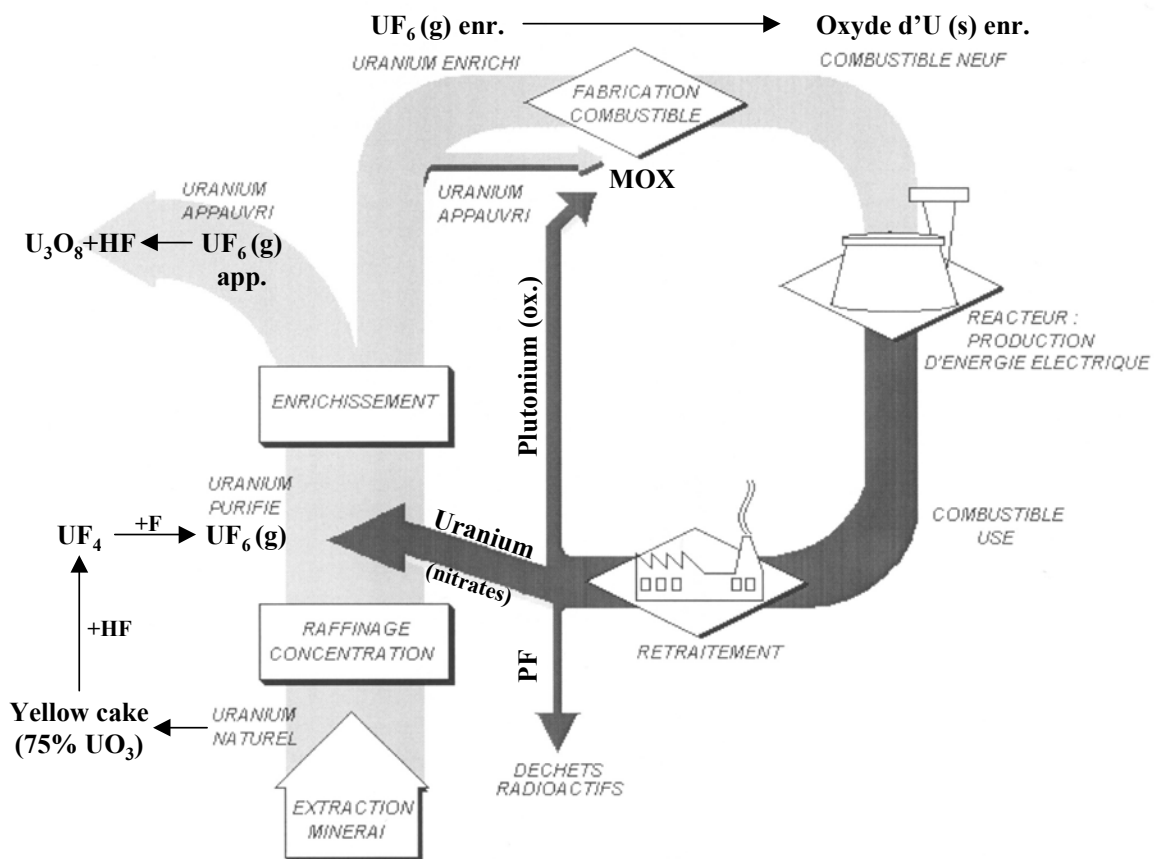 UF₆ (g) enr.
Oxyde d'U (s) enr.
URANIUM ENRICHI
COMBUSTIBLE NEUF
FABRICATION
COMBUSTIBLE
MOX
URANIUM
APPAUVRI
URANIUM
APPAUVRI
U₃O₈+HF
UF₆ (g)
app.
Plutonium (ox.)
REACTEUR :
PRODUCTION
D'ENERGIE ELECTRIQUE
ENRICHISSEMENT
URANIUM
PURIFIE
UF₄
+F
UF₆ (g)
Uranium
(nitrates)
COMBUSTIBLE
USE
+HF
RAFFINAGE
CONCENTRATION
RETRAITEMENT
PF
Yellow cake
(75% UO₃)
URANIUM
NATUREL
DECHETS
RADIOACTIFS
EXTRACTION
MINERAI